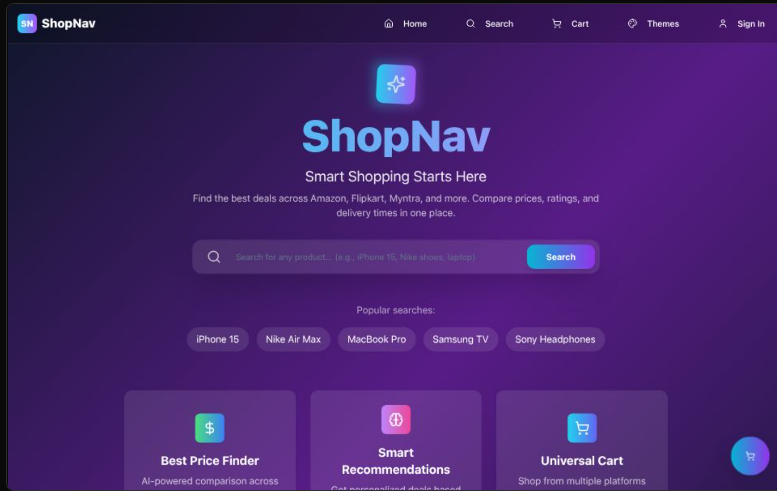 SN ShopNav
Home Search Cart Themes Sign In
ShopNav
Smart Shopping Starts Here
Find the best deals across Amazon, Flipkart, Myntra, and more. Compare prices, ratings, and
delivery times in one place.
Search for any product... (e.g., iPhone 15, Nike shoes, laptop) Search
Popular searches:
iPhone 15 Nike Air Max MacBook Pro Samsung TV Sony Headphones
Best Price Finder
AI-powered comparison across
Smart
Recommendations
Get personalized deals based
Universal Cart
Shop from multiple platforms